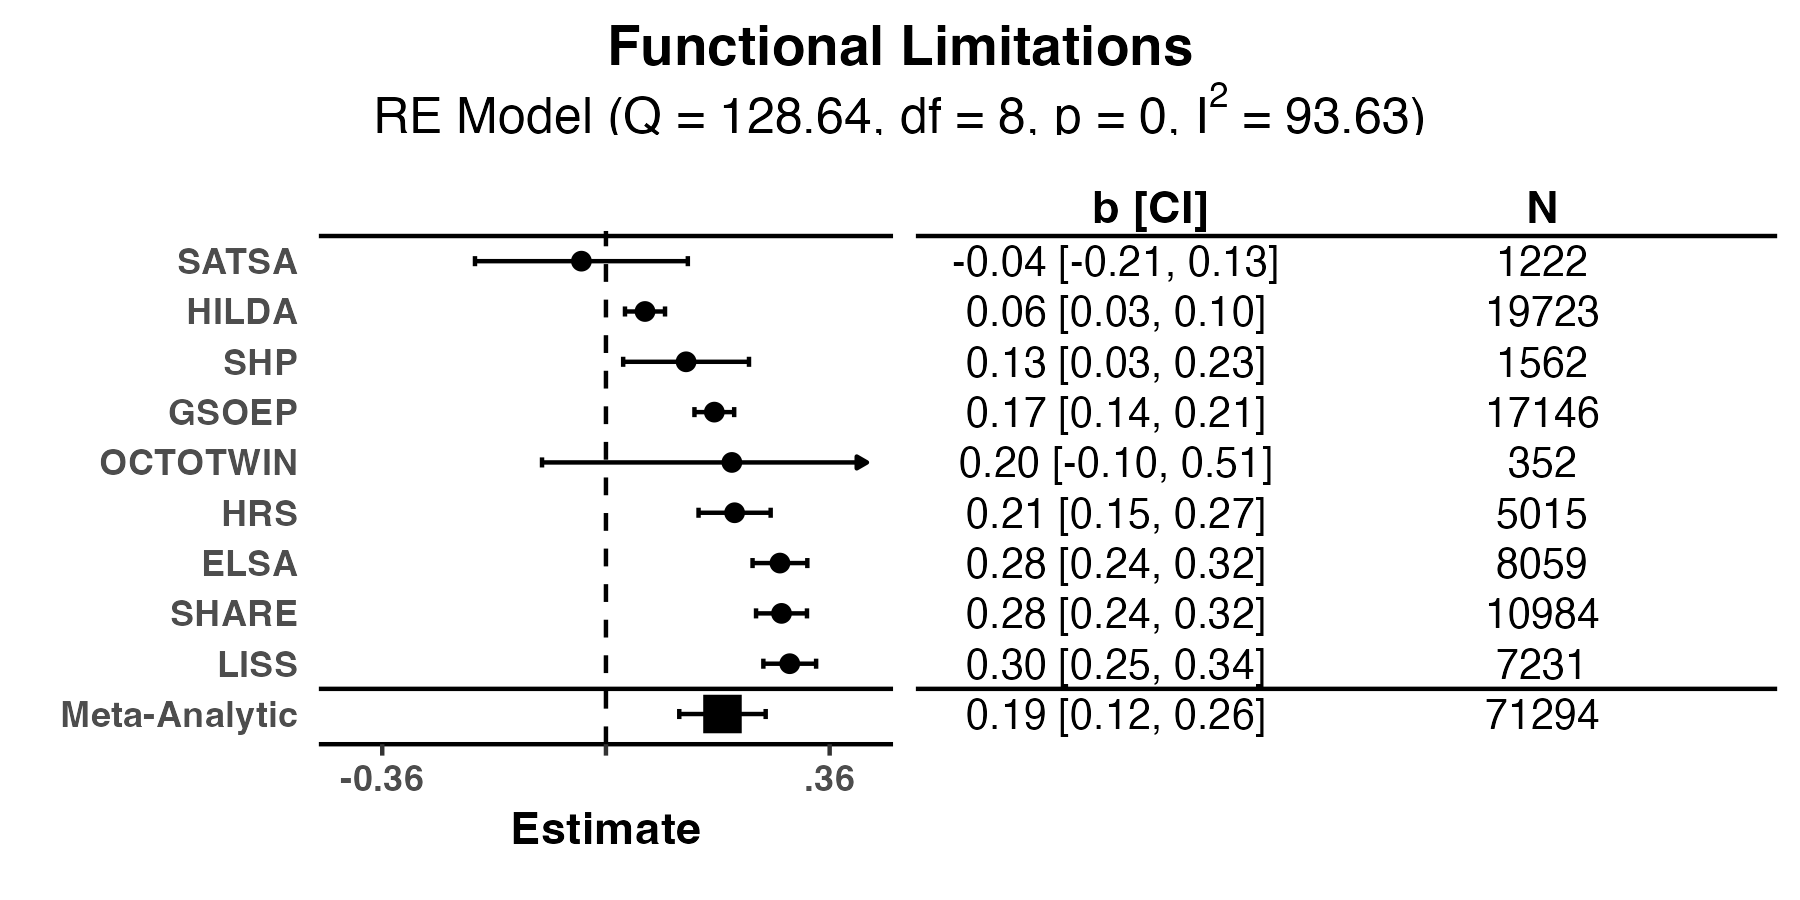 Functional Limitations
RE Model (Q = 128.64, df = 8, p = 0, I² = 93.63)
b [CI] N
SATSA -0.04 [-0.21, 0.13] 1222
HILDA 0.06 [0.03, 0.10] 19723
SHP 0.13 [0.03, 0.23] 1562
GSOEP 0.17 [0.14, 0.21] 17146
OCTOTWIN 0.20 [-0.10, 0.51] 352
HRS 0.21 [0.15, 0.27] 5015
ELSA 0.28 [0.24, 0.32] 8059
SHARE 0.28 [0.24, 0.32] 10984
LISS 0.30 [0.25, 0.34] 7231
Meta-Analytic 0.19 [0.12, 0.26] 71294
-0.36 .36
Estimate